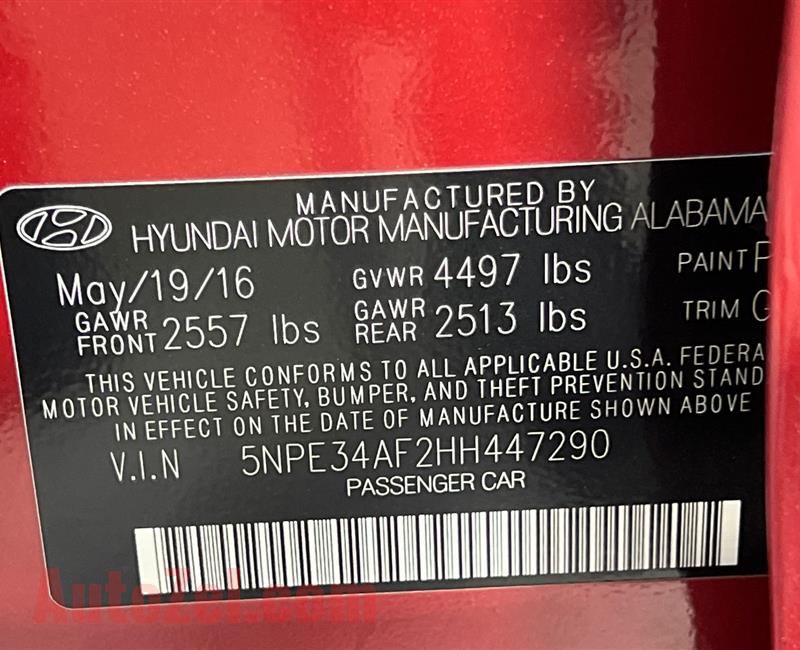 MANUFACTURED BY
HYUNDAI MOTOR MANUFACTURING ALABAMA
May/19/16 GVWR 4497 lbs PAINT P
GAWR FRONT 2557 lbs GAWR REAR 2513 lbs TRIM
THIS VEHICLE CONFORMS TO ALL APPLICABLE U.S.A. FEDERA
MOTOR VEHICLE SAFETY, BUMPER, AND THEFT PREVENTION STAND
IN EFFECT ON THE DATE OF MANUFACTURE SHOWN ABOVE
V.I.N 5NPE34AF2HH447290
PASSENGER CAR
AutoZel.com